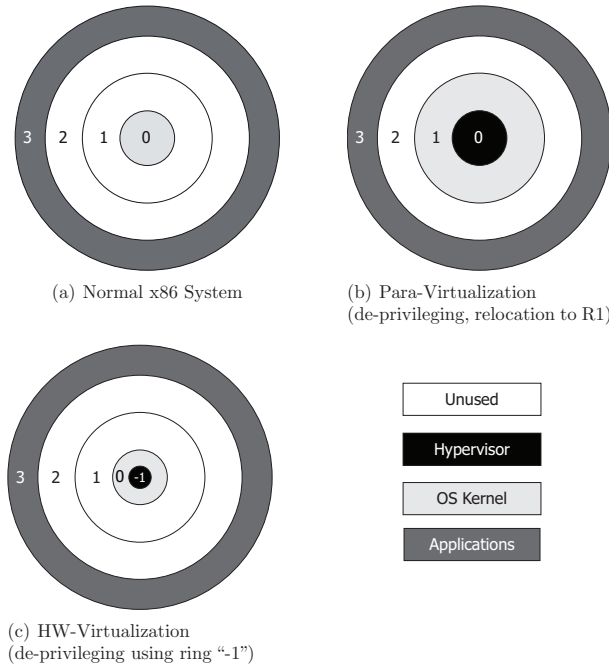 3 2 1 0
3 2 1 0
(a) Normal x86 System
(b) Para-Virtualization
(de-privileging, relocation to R1)
3 2 1 0 -1
Unused
Hypervisor
OS Kernel
Applications
(c) HW-Virtualization
(de-privileging using ring “-1”)